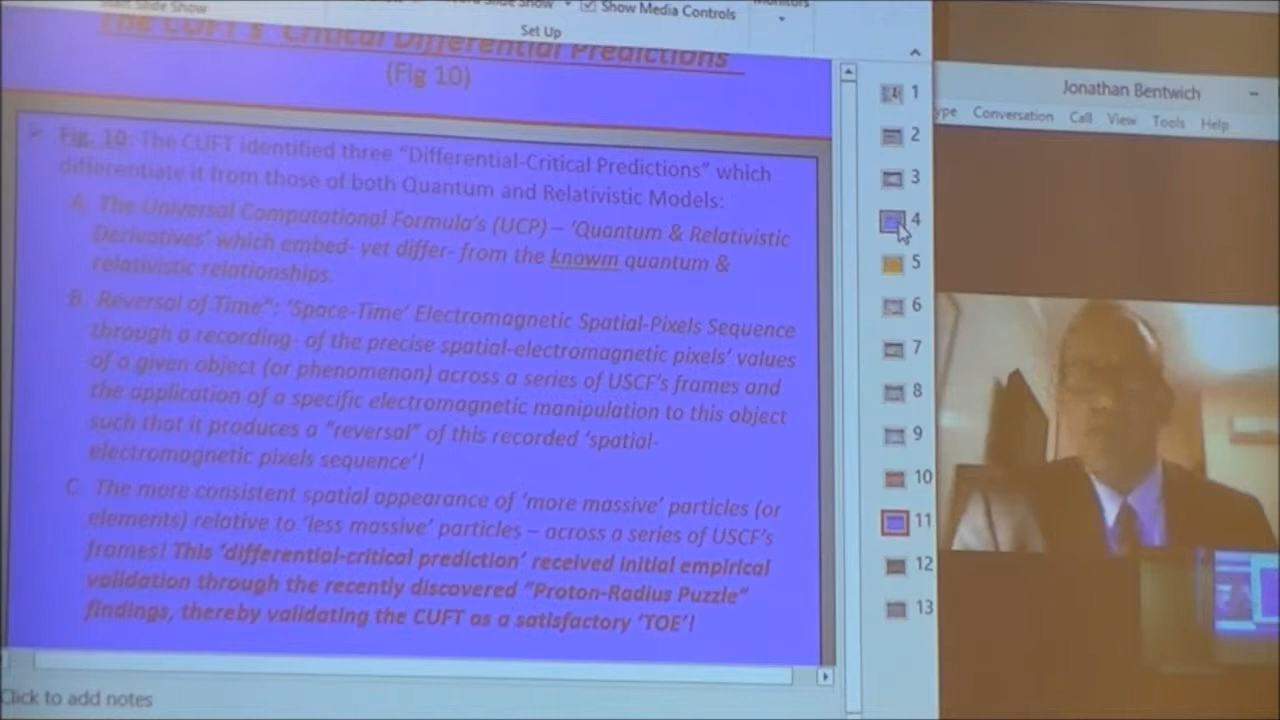 Start Slide Show
Show Media Controls
Monitors
Set Up
The CUFT's 'Critical Differential Predictions
(Fig 10)
Fig. 10: The CUFT identified three "Differential-Critical Predictions" which
differentiate it from those of both Quantum and Relativistic Models:
A. The Universal Computational Formula's (UCP) – 'Quantum & Relativistic
Derivatives' which embed- yet differ- from the knowm quantum &
relativistic relationships.
B. Reversal of Time": 'Space-Time' Electromagnetic Spatial-Pixels Sequence
through a recording- of the precise spatial-electromagnetic pixels' values
of a given object (or phenomenon) across a series of USCF's frames and
the application of a specific electromagnetic manipulation to this object
such that it produces a "reversal" of this recorded 'spatial-
electromagnetic pixels sequence'!
C. The more consistent spatial appearance of 'more massive' particles (or
elements) relative to 'less massive' particles – across a series of USCF's
frames! This 'differential-critical prediction' received initial empirical
validation through the recently discovered "Proton-Radius Puzzle"
findings, thereby validating the CUFT as a satisfactory 'TOE'!
Click to add notes
1
2
3
4
5
6
7
8
9
10
11
12
13
Jonathan Bentwich
ype Conversation Call View Tools Help